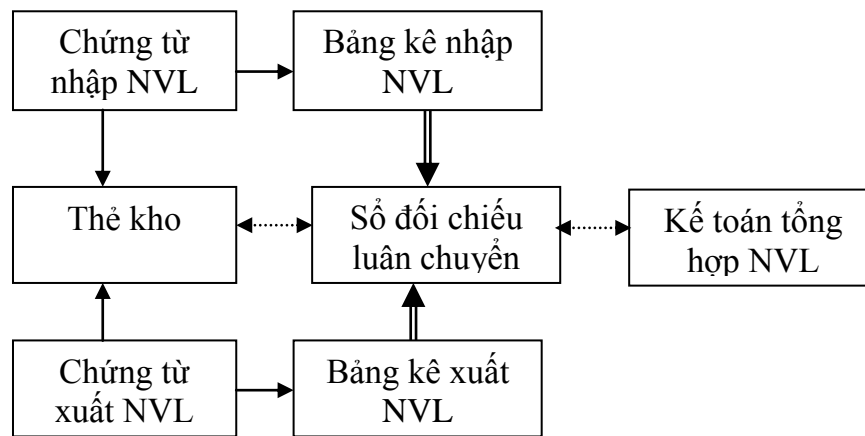 Chứng từ
nhập NVL
Bảng kê nhập
NVL
Thẻ kho
Sổ đối chiếu
luân chuyển
Kế toán tổng
hợp NVL
Chứng từ
xuất NVL
Bảng kê xuất
NVL